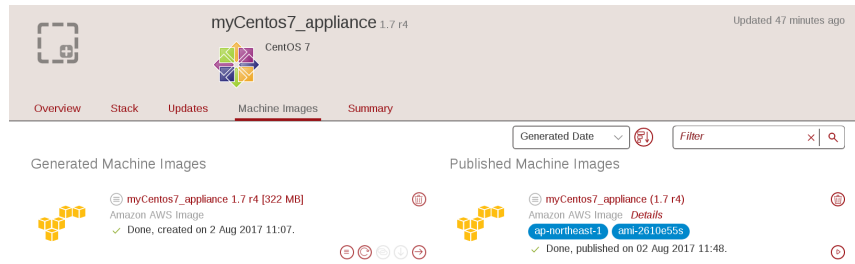 myCentos7_appliance 1.7 r4
Updated 47 minutes ago
CentOS 7
Overview Stack Updates Machine Images Summary
Generated Date
Filter
Generated Machine Images
myCentos7_appliance 1.7 r4 [322 MB]
Amazon AWS Image
Done, created on 2 Aug 2017 11:07.
Published Machine Images
myCentos7_appliance (1.7 r4)
Amazon AWS Image Details
ap-northeast-1 ami-2610e55s
Done, published on 02 Aug 2017 11:48.